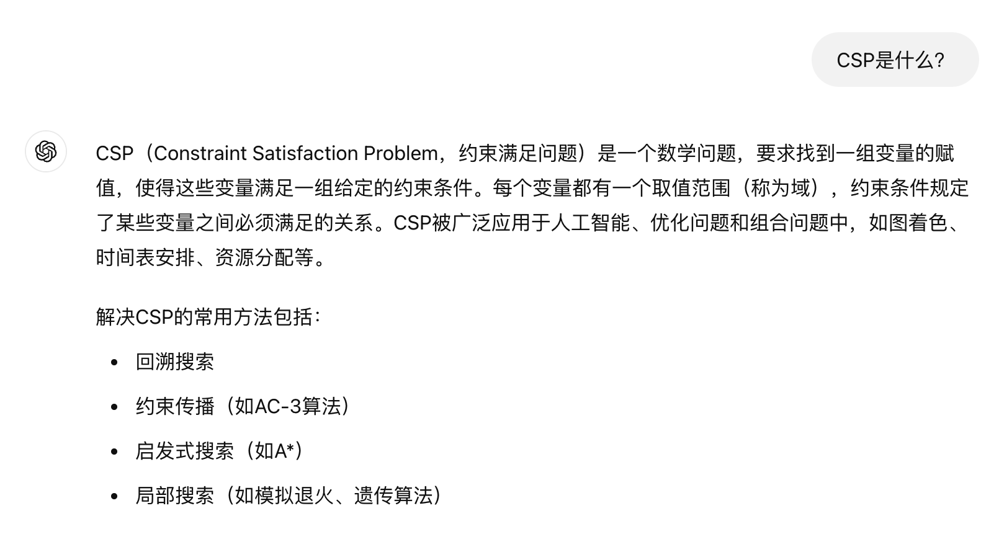 CSP是什么？
CSP（Constraint Satisfaction Problem，约束满足问题）是一个数学问题，要求找到一组变量的赋
值，使得这些变量满足一组给定的约束条件。每个变量都有一个取值范围（称为域），约束条件规定
了某些变量之间必须满足的关系。CSP被广泛应用于人工智能、优化问题和组合问题中，如图着色、
时间表安排、资源分配等。
解决CSP的常用方法包括：
• 回溯搜索
• 约束传播（如AC-3算法）
• 启发式搜索（如A*）
• 局部搜索（如模拟退火、遗传算法）